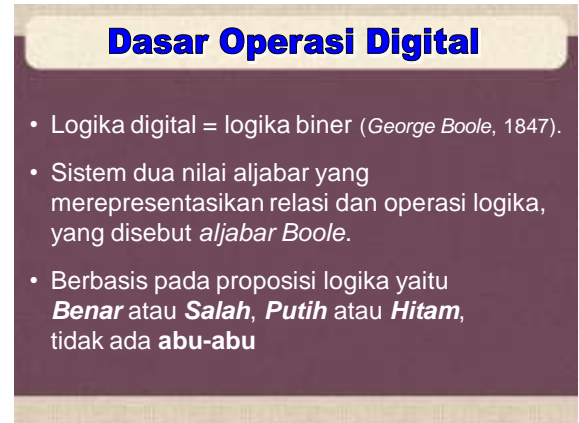 Dasar Operasi Digital
• Logika digital = logika biner (George Boole, 1847).
• Sistem dua nilai aljabar yang
merepresentasikan relasi dan operasi logika,
yang disebut aljabar Boole.
• Berbasis pada proposisi logika yaitu
Benar atau Salah, Putih atau Hitam,
tidak ada abu-abu